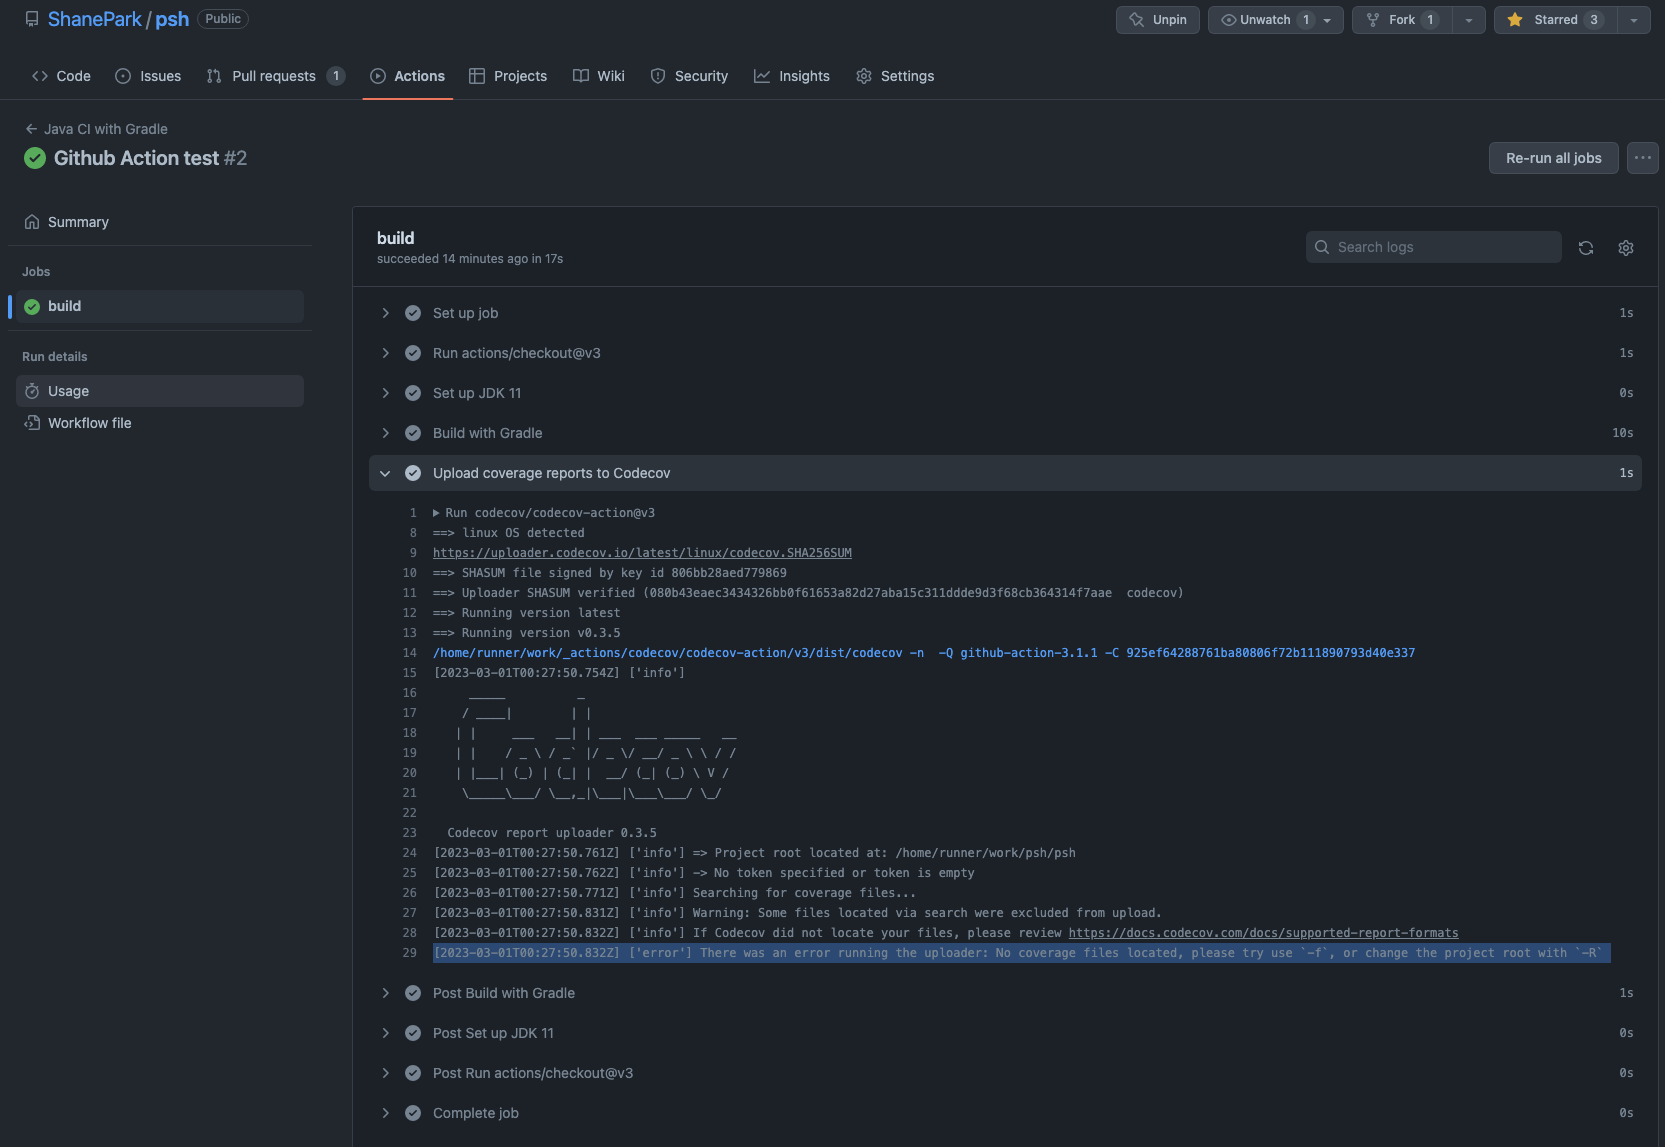 ShanePark / psh Public
Unpin Unwatch 1 Fork 1 Starred 3
Code Issues Pull requests 1 Actions Projects Wiki Security Insights Settings
← Java CI with Gradle
Github Action test #2
Re-run all jobs ...
Summary
Jobs
build
Run details
Usage
Workflow file
build
succeeded 14 minutes ago in 17s
Search logs
Set up job 1s
Run actions/checkout@v3 1s
Set up JDK 11 0s
Build with Gradle 10s
Upload coverage reports to Codecov 1s
1 ▶ Run codecov/codecov-action@v3
8 ==> linux OS detected
9 https://uploader.codecov.io/latest/linux/codecov.SHA256SUM
10 ==> SHASUM file signed by key id 806bb28aed779869
11 ==> Uploader SHASUM verified (080b43eaec3434326bb0f61653a82d27aba15c311ddde9d3f68cb364314f7aae  codecov)
12 ==> Running version latest
13 ==> Running version v0.3.5
14 /home/runner/work/_actions/codecov/codecov-action/v3/dist/codecov -n  -Q github-action-3.1.1 -C 925ef64288761ba80806f72b111890793d40e337
15 [2023-03-01T00:27:50.754Z] ['info']
16      _____          _
17     / ____|        | |
18    | |     ___   __| | ___  ___ _____   __
19    | |    / _ \ / _` |/ _ \/ __/ _ \ \ / /
20    | |___| (_) | (_| |  __/ (_| (_) \ V /
21     \_____\___/ \__,_|\___|\___\___/ \_/
22
23   Codecov report uploader 0.3.5
24 [2023-03-01T00:27:50.761Z] ['info'] => Project root located at: /home/runner/work/psh/psh
25 [2023-03-01T00:27:50.762Z] ['info'] -> No token specified or token is empty
26 [2023-03-01T00:27:50.771Z] ['info'] Searching for coverage files...
27 [2023-03-01T00:27:50.831Z] ['info'] Warning: Some files located via search were excluded from upload.
28 [2023-03-01T00:27:50.832Z] ['info'] If Codecov did not locate your files, please review https://docs.codecov.com/docs/supported-report-formats
29 [2023-03-01T00:27:50.832Z] ['error'] There was an error running the uploader: No coverage files located, please try use `-f`, or change the project root with `-R`
Post Build with Gradle 1s
Post Set up JDK 11 0s
Post Run actions/checkout@v3 0s
Complete job 0s